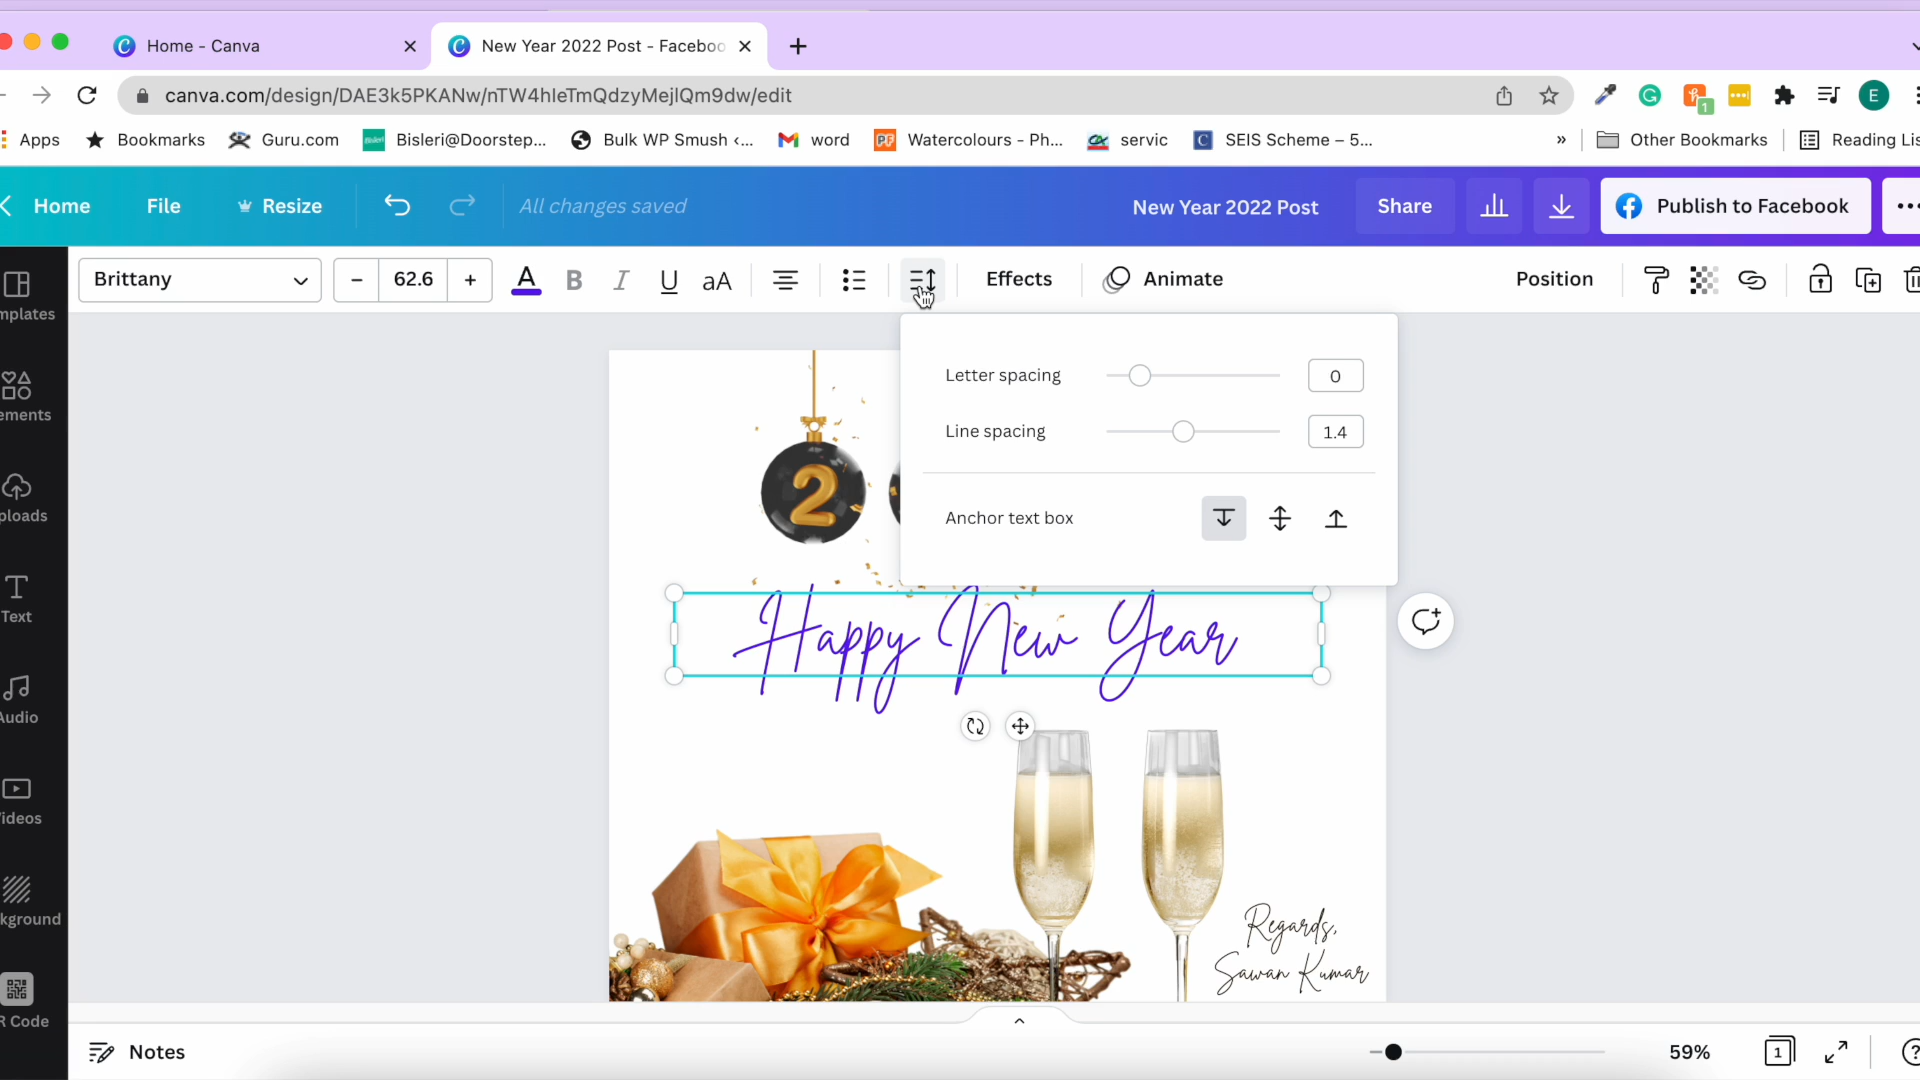 Home - Canva
New Year 2022 Post - Faceboo
canva.com/design/DAE3k5PKANw/nTW4hleTmQdzyMejlQm9dw/edit
E
1
Apps
Bookmarks
Guru.com
Bisleri@Doorstep...
Bulk WP Smush <...
word
Watercolours - Ph...
servic
SEIS Scheme – 5...
»
Other Bookmarks
Reading Lis
Home
File
Resize
All changes saved
New Year 2022 Post
Share
Publish to Facebook
Brittany
– 62.6 +
A B I U aA
Effects
Animate
Position
mplates
ements
ploads
Text
Audio
ideos
kground
R Code
Letter spacing 0
Line spacing 1.4
Anchor text box
2
Happy New Year
Regards,
Sawan Kumar
Notes
59%
1